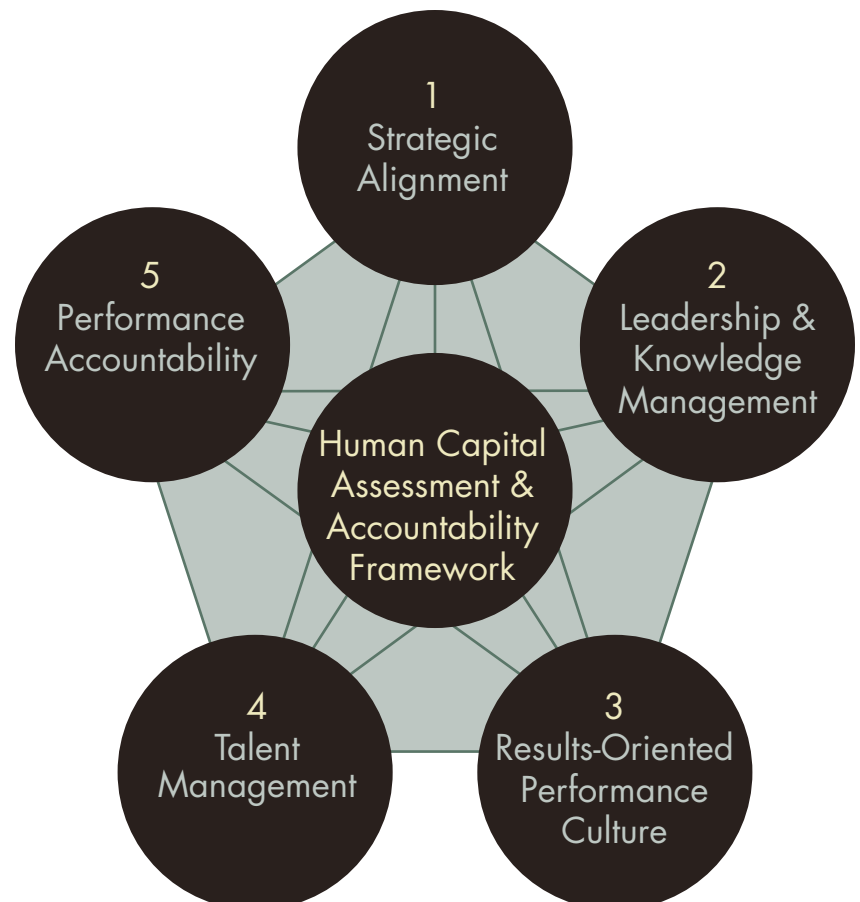 1
Strategic
Alignment
5
Performance
Accountability
2
Leadership &
Knowledge
Management
Human Capital
Assessment &
Accountability
Framework
4
Talent
Management
3
Results-Oriented
Performance
Culture